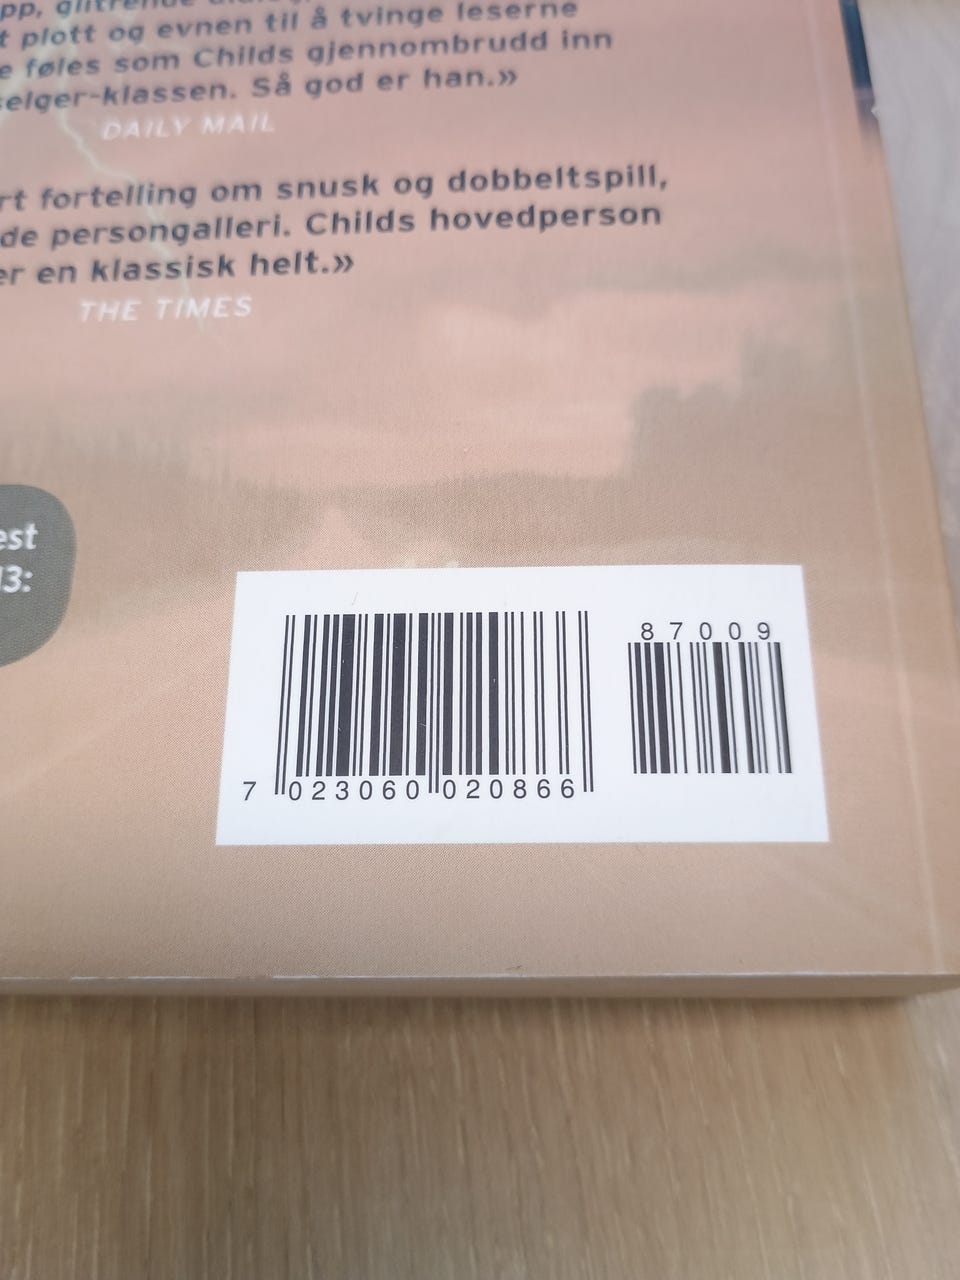 pp, glitrende
t plott og evnen til å tvinge leserne
e føles som Childs gjennombrudd inn
selger-klassen. Så god er han.»
DAILY MAIL
rt fortelling om snusk og dobbeltspill,
de persongalleri. Childs hovedperson
er en klassisk helt.»
THE TIMES
est
13:
87009
7 023060 020866